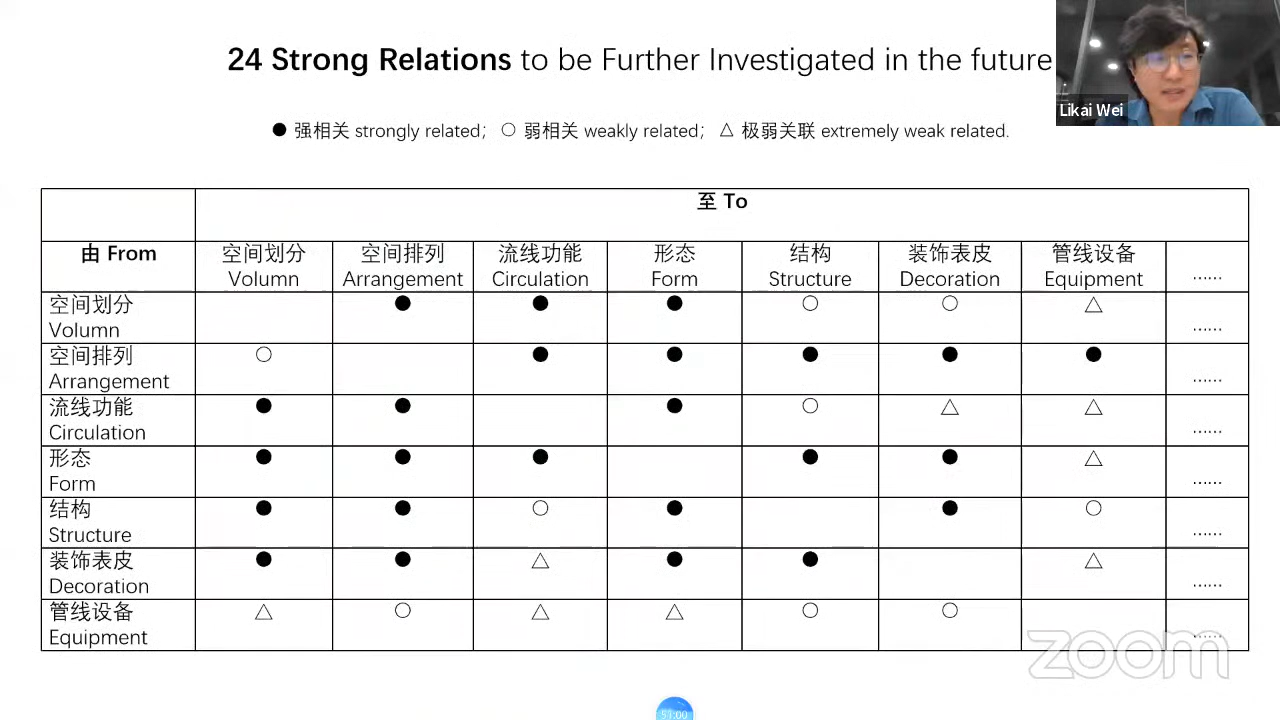 24 Strong Relations to be Further Investigated in the future
Likai Wei
● 强相关 strongly related; ○ 弱相关 weakly related; △ 极弱关联 extremely weak related.
至 To
由 From 空间划分 空间排列 流线功能 形态 结构 装饰表皮 管线设备
Volumn Arrangement Circulation Form Structure Decoration Equipment ......
空间划分 ● ● ● ○ ○ △
Volumn ......
空间排列 ○ ● ● ● ● ●
Arrangement ......
流线功能 ● ● ● ○ △ △
Circulation ......
形态 ● ● ● ● ● △
Form ......
结构 ● ● ○ ● ● ○
Structure ......
装饰表皮 ● ● △ ● ● △
Decoration ......
管线设备 △ ○ △ △ ○ ○
Equipment ......
zoom
51:00